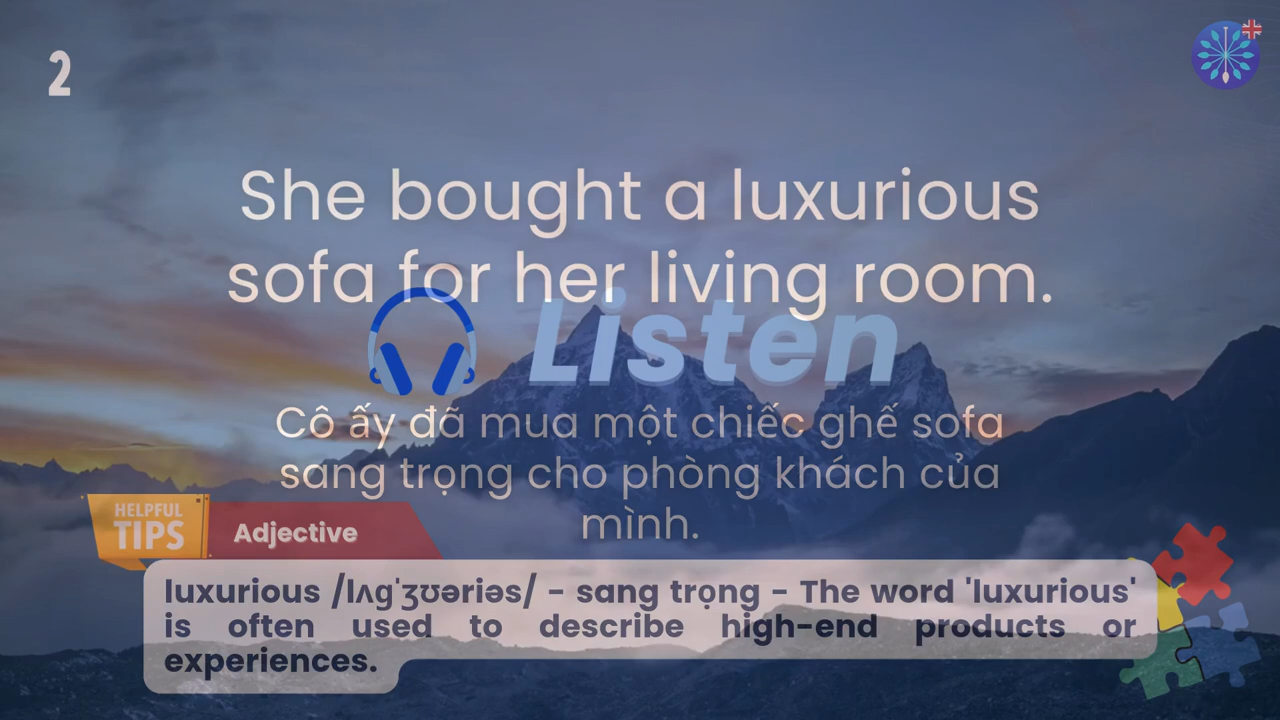 2
She bought a luxurious
sofa for her living room.
Listen
Cô ấy đã mua một chiếc ghế sofa
sang trọng cho phòng khách của
mình.
HELPFUL
TIPS
Adjective
luxurious /lʌɡˈʒʊəriəs/ - sang trọng - The word 'luxurious'
is often used to describe high-end products or
experiences.